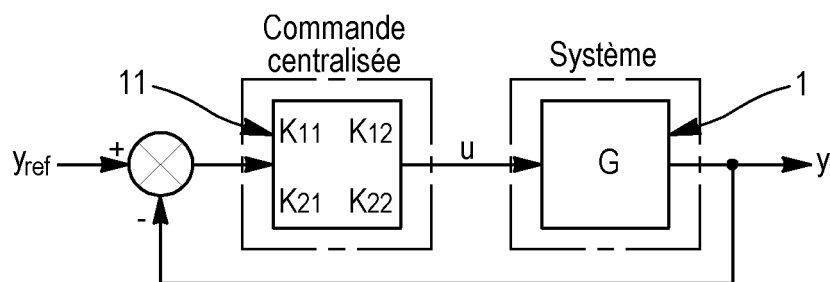 Commande
centralisée
Système
11
1
K11 K12
yref
+
u
G
y
K21 K22
-